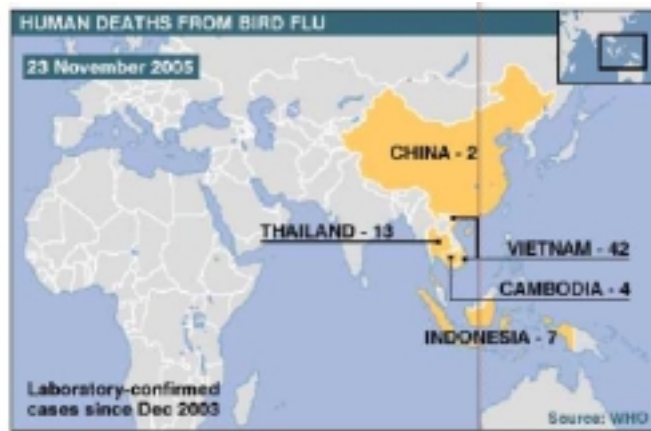 HUMAN DEATHS FROM BIRD FLU
23 November 2005
CHINA - 2
THAILAND - 13
VIETNAM - 42
CAMBODIA - 4
INDONESIA - 7
Laboratory-confirmed
cases since Dec 2003
Source: WHO